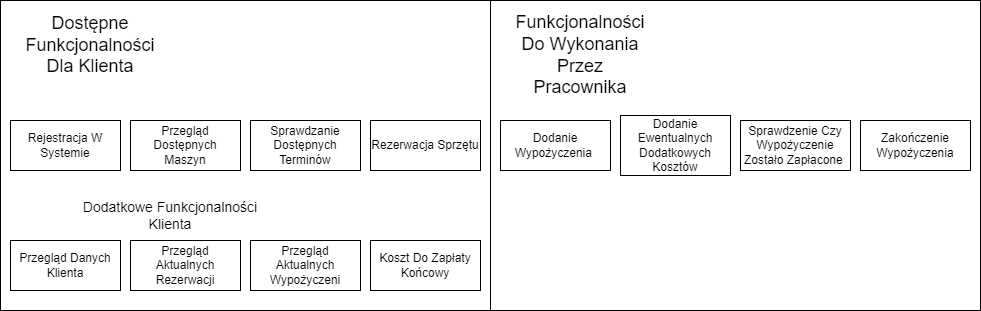 Dostępne
Funkcjonalności
Dla Klienta
Rejestracja W
Systemie
Przegląd
Dostępnych
Maszyn
Sprawdzanie
Dostępnych
Terminów
Rezerwacja Sprzętu
Dodatkowe Funkcjonalności
Klienta
Przegląd Danych
Klienta
Przegląd
Aktualnych
Rezerwacji
Przegląd
Aktualnych
Wypożyczeni
Koszt Do Zapłaty
Końcowy
Funkcjonalności
Do Wykonania
Przez
Pracownika
Dodanie
Wypożyczenia
Dodanie
Ewentualnych
Dodatkowych
Kosztów
Sprawdzenie Czy
Wypożyczenie
Zostało Zapłacone
Zakończenie
Wypożyczenia